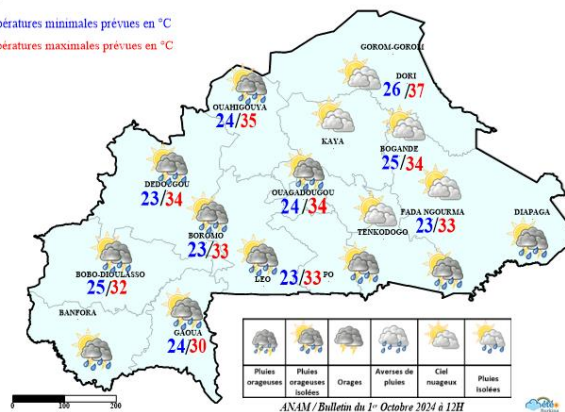 pératures minimales prévues en °C
pératures maximales prévues en °C
GOROM-GOROM
DORI
26/37
OUAHIGOUYA
24/35
KAYA
BOGANDE
25/34
DEDOUGOU
23/34
OUAGADOUGOU
24/34
FADA NGOURMA
23/33
DIAPAGA
TENKODOGO
BOROMO
23/33
LEO
23/33
PO
BOBO-DIOULASSO
25/32
BANFORA
GAOUA
24/30
Pluies orageuses
Pluies orageuses isolées
Orages
Averses de pluies
Ciel nuageux
Pluies isolées
0 100 200
ANAM / Bulletin du 1er Octobre 2024 à 12H